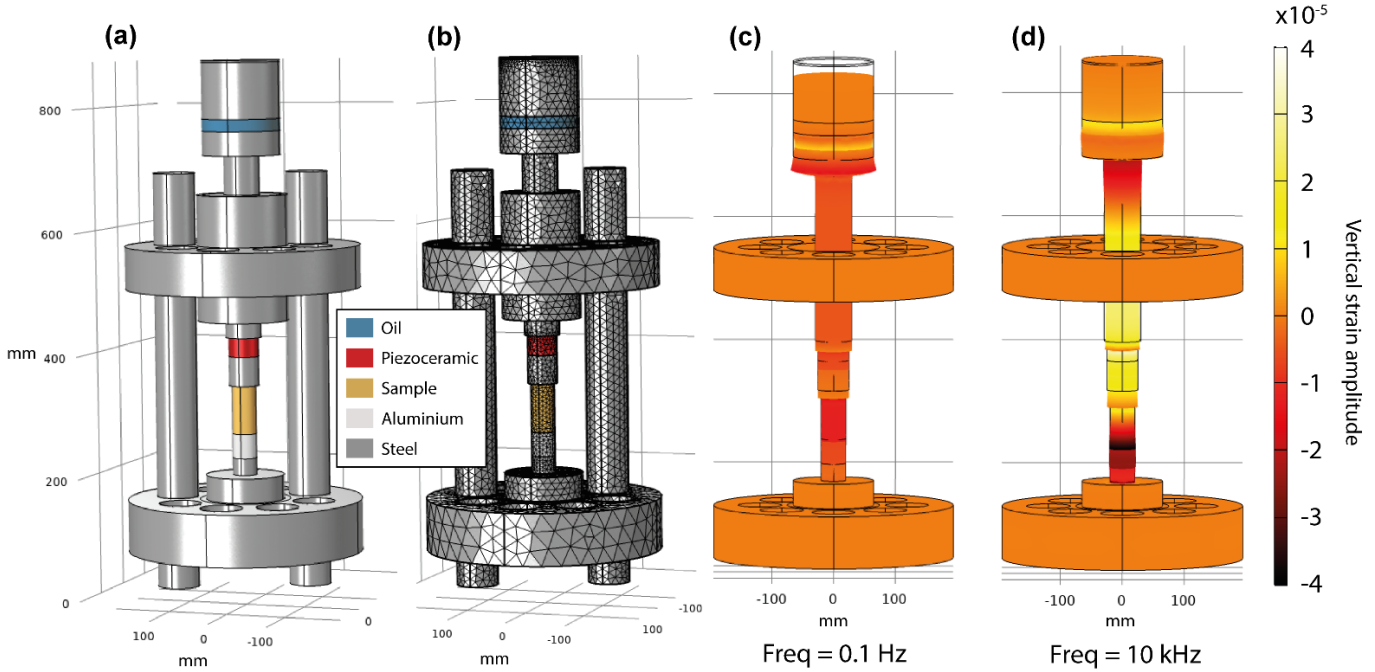 (a)
(b)
(c)
(d)
x10⁻⁵
800
600
400
200
0
mm
100
0
-100
0
mm
Oil
Piezoceramic
Sample
Aluminium
Steel
100
0
-100
-100
0
mm
-100
0
100
mm
Freq = 0.1 Hz
-100
0
100
mm
Freq = 10 kHz
4
3
2
1
0
-1
-2
-3
-4
Vertical strain amplitude